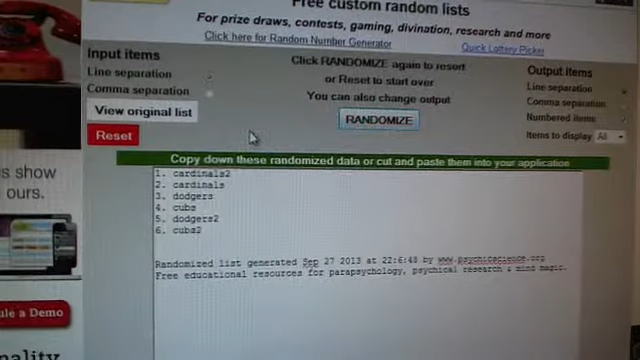 Free custom random lists
For prize draws, contests, gaming, divination, research and more
Click here for Random Number Generator
Quick Lottery Picker
Input items
Line separation
Comma separation
View original list
Reset
Click RANDOMIZE again to resort
or Reset to start over
You can also change output
RANDOMIZE
Output items
Line separation
Comma separation
Numbered items
Items to display All
Copy down these randomized data or cut and paste them into your application
1. cardinals2
2. cardinals
3. dodgers
4. cubs
5. dodgers2
6. cubs2
Randomized list generated Sep 27 2013 at 22:6:48 by www.psychicscience.org
Free educational resources for parapsychology, psychical research & mind magic.
s show
ours.
le a Demo
nality